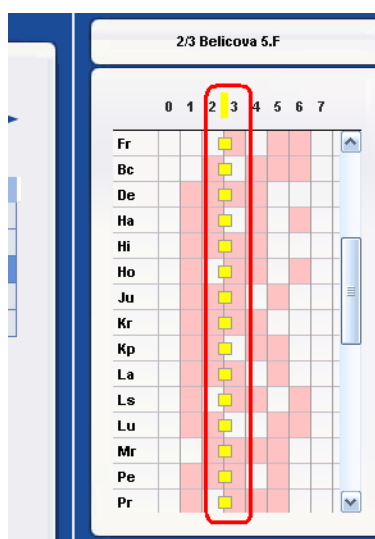 2/3 Belicova 5.F
0 1 2 3 4 5 6 7
Fr
Bc
De
Ha
Hi
Ho
Ju
Kr
Kp
La
Ls
Lu
Mr
Pe
Pr